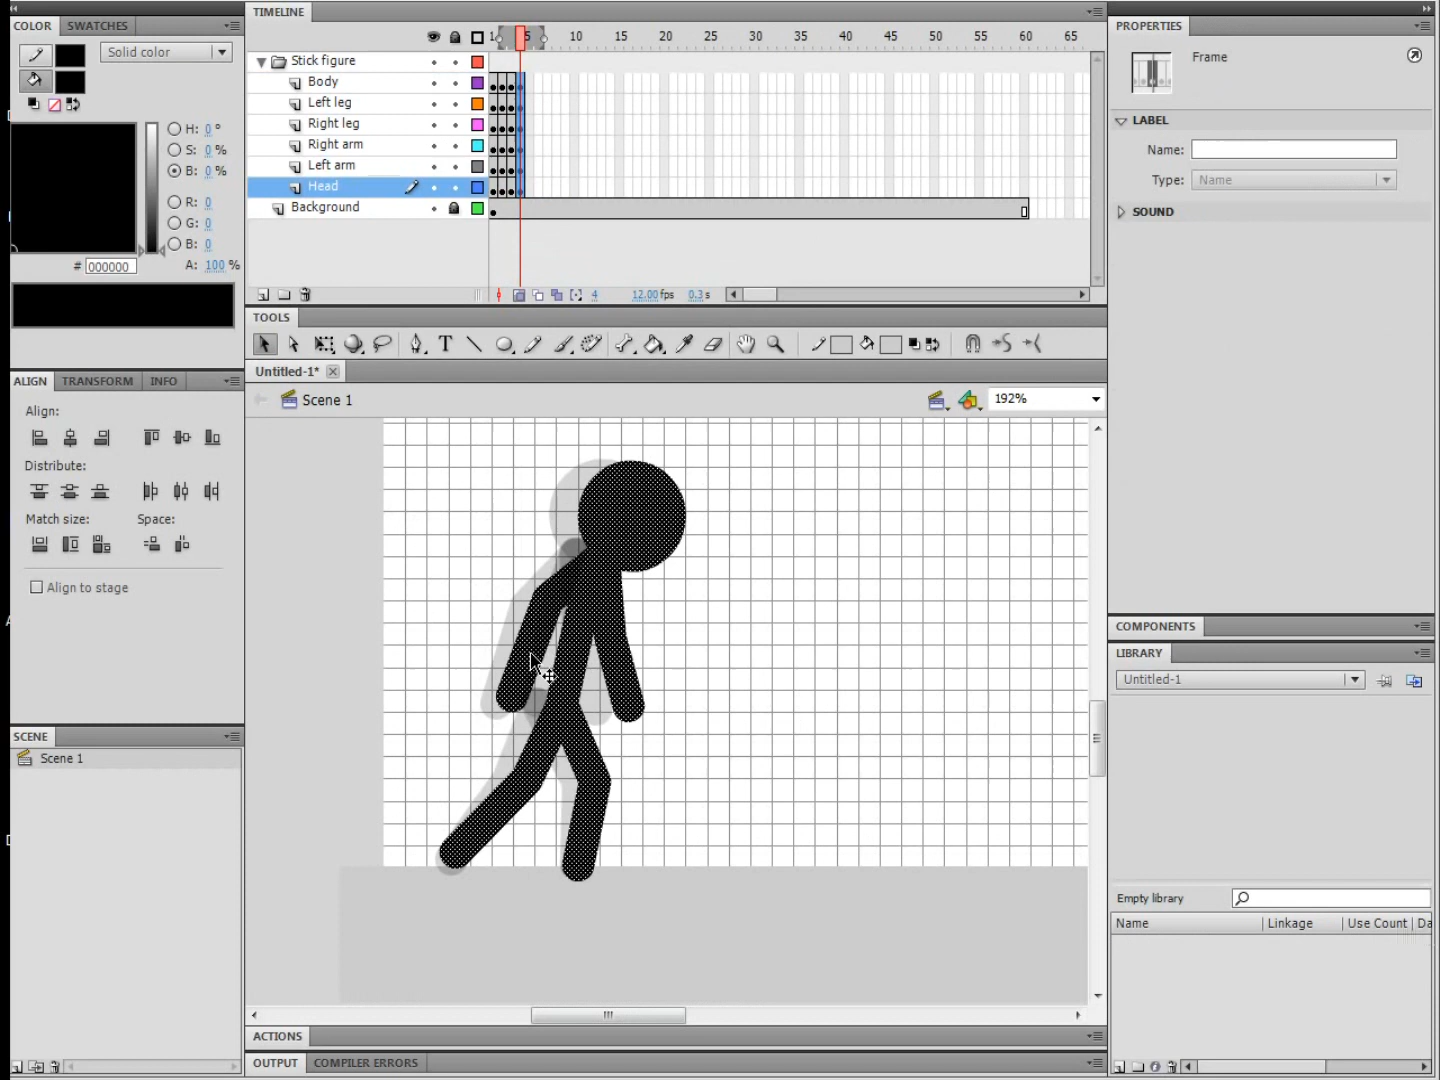 COLOR SWATCHES
Solid color
H: 0 °
S: 0 %
B: 0 %
R: 0
G: 0
B: 0
# 000000 A: 100 %
TIMELINE
1 5 10 15 20 25 30 35 40 45 50 55 60 65
Stick figure
Body
Left leg
Right leg
Right arm
Left arm
Head
Background
4 12.00 fps 0.3 s
TOOLS
T
Untitled-1*
Scene 1
192%
ALIGN TRANSFORM INFO
Align:
Distribute:
Match size: Space:
Align to stage
SCENE
Scene 1
ACTIONS
OUTPUT COMPILER ERRORS
PROPERTIES
Frame
LABEL
Name:
Type: Name
SOUND
COMPONENTS
LIBRARY
Untitled-1
Empty library
Name Linkage Use Count Da